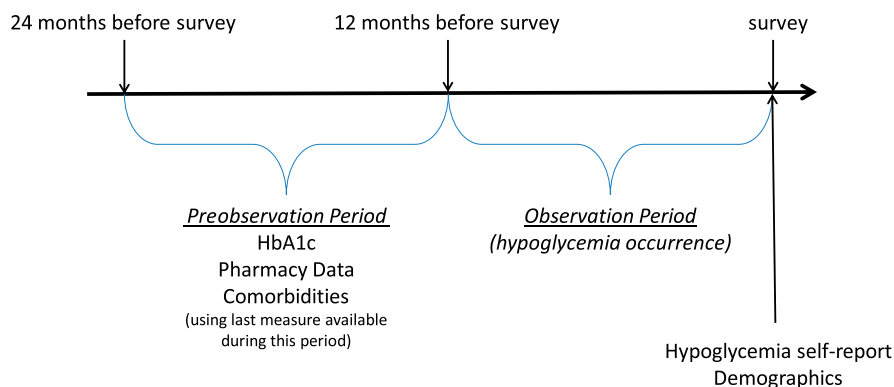 24 months before survey
12 months before survey
survey
Preobservation Period
HbA1c
Pharmacy Data
Comorbidities
(using last measure available
during this period)
Observation Period
(hypoglycemia occurrence)
Hypoglycemia self-report
Demographics